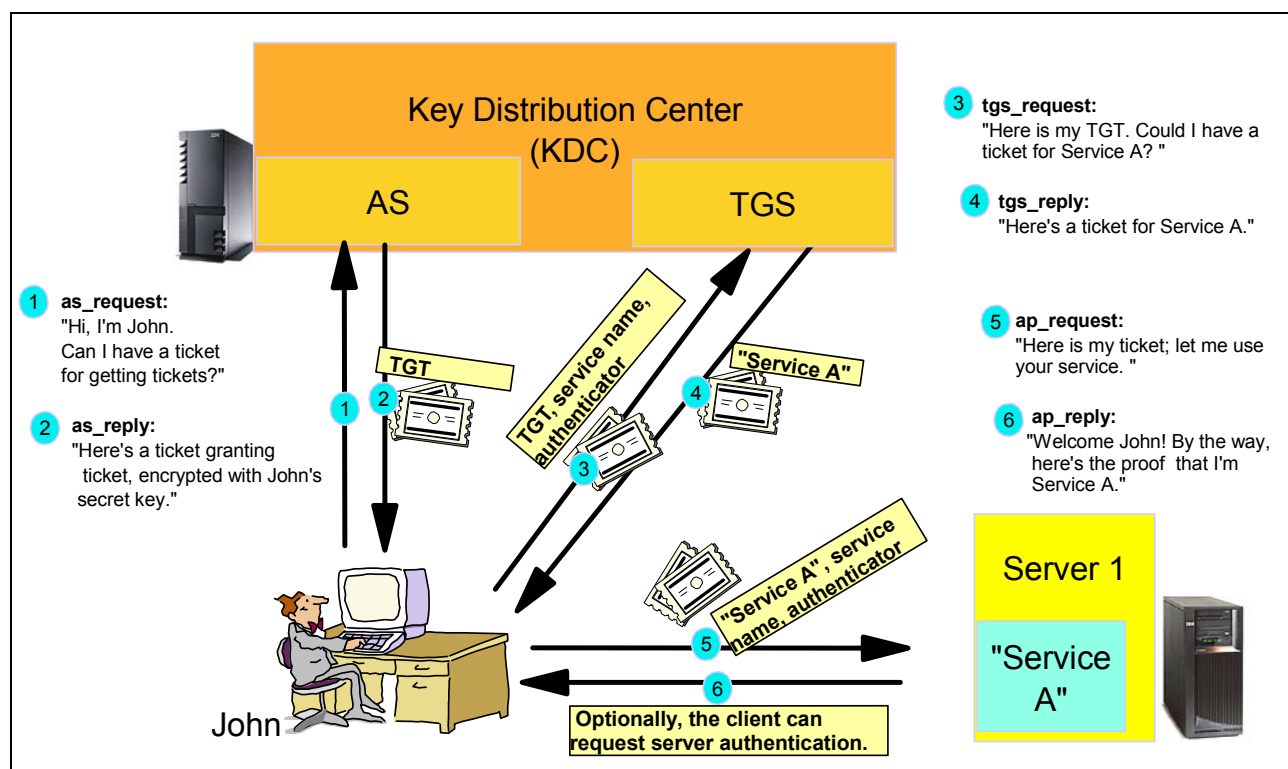 Key Distribution Center
(KDC)
AS
TGS
1
as_request:
"Hi, I'm John.
Can I have a ticket
for getting tickets?"
2
as_reply:
"Here's a ticket granting
ticket, encrypted with John's
secret key."
3
tgs_request:
"Here is my TGT. Could I have a
ticket for Service A? "
4
tgs_reply:
"Here's a ticket for Service A."
5
ap_request:
"Here is my ticket; let me use
your service. "
6
ap_reply:
"Welcome John! By the way,
here's the proof that I'm
Service A."
1
TGT
2
TGT, service name,
authenticator
3
"Service A"
4
"Service A" , service
name, authenticator
5
6
Optionally, the client can
request server authentication.
John
Server 1
"Service
A"